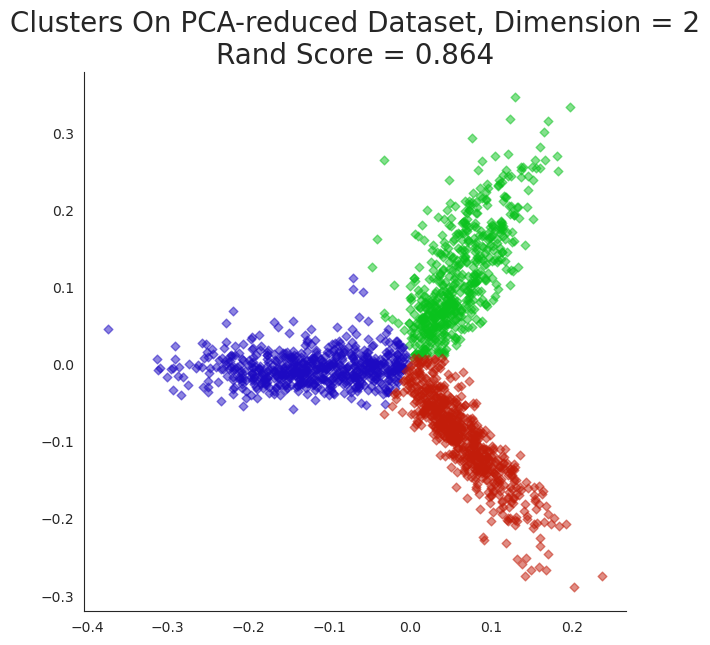 Clusters On PCA-reduced Dataset, Dimension = 2
Rand Score = 0.864
0.3
0.2
0.1
0.0
−0.1
−0.2
−0.3
−0.4 −0.3 −0.2 −0.1 0.0 0.1 0.2